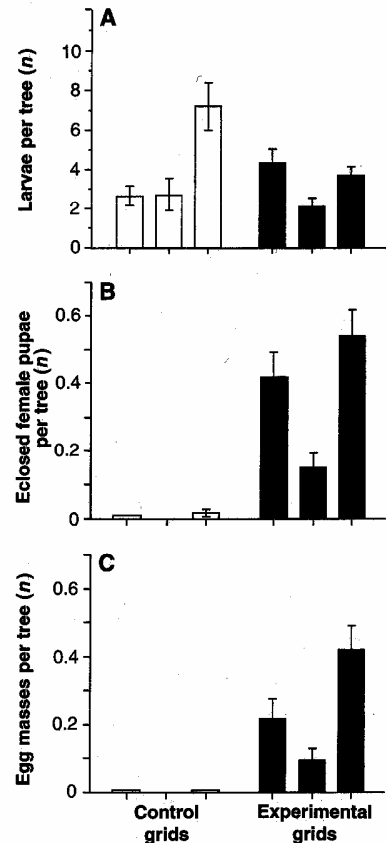 A
Larvae per tree (n)
10
8
6
4
2
0
B
Eclosed female pupae
per tree (n)
0.6
0.4
0.2
0
C
Egg masses per tree (n)
0.6
0.4
0.2
0
Control
grids
Experimental
grids